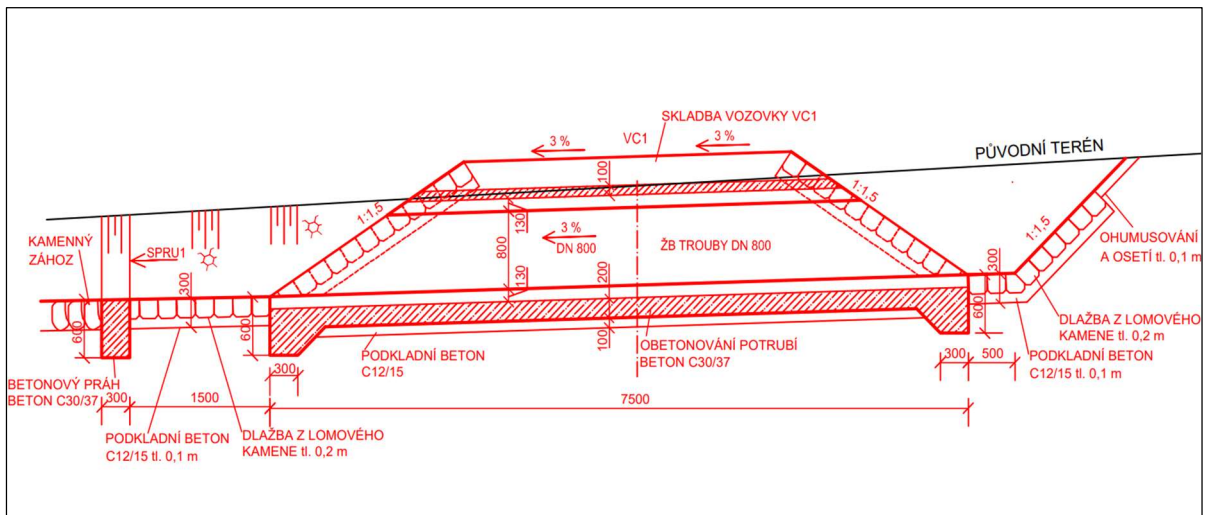 SKLADBA VOZOVKY VC1
3 %
VC1
3 %
PŮVODNÍ TERÉN
100
1:1,5
1:1,5
1:1,5
KAMENNÝ
ZÁHOZ
SPRU1
130
3 %
DN 800
800
ŽB TROUBY DN 800
OHUMUSOVÁNÍ
A OSETÍ tl. 0,1 m
300
130
200
300
600
600
600
100
PODKLADNÍ BETON
C12/15
OBETONOVÁNÍ POTRUBÍ
BETON C30/37
DLAŽBA Z LOMOVÉHO
KAMENE tl. 0,2 m
PODKLADNÍ BETON
C12/15 tl. 0,1 m
BETONOVÝ PRÁH
BETON C30/37
300
1500
300
7500
300
500
PODKLADNÍ BETON
C12/15 tl. 0,1 m
DLAŽBA Z LOMOVÉHO
KAMENE tl. 0,2 m